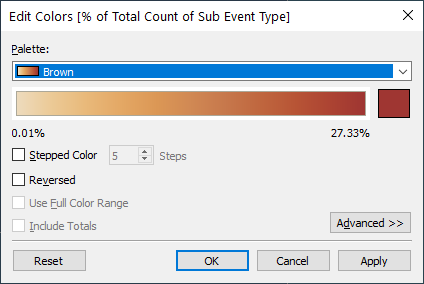 Edit Colors [% of Total Count of Sub Event Type]
Palette:
Brown
0.01% 27.33%
Stepped Color 5 Steps
Reversed
Use Full Color Range
Include Totals
Advanced >>
Reset OK Cancel Apply